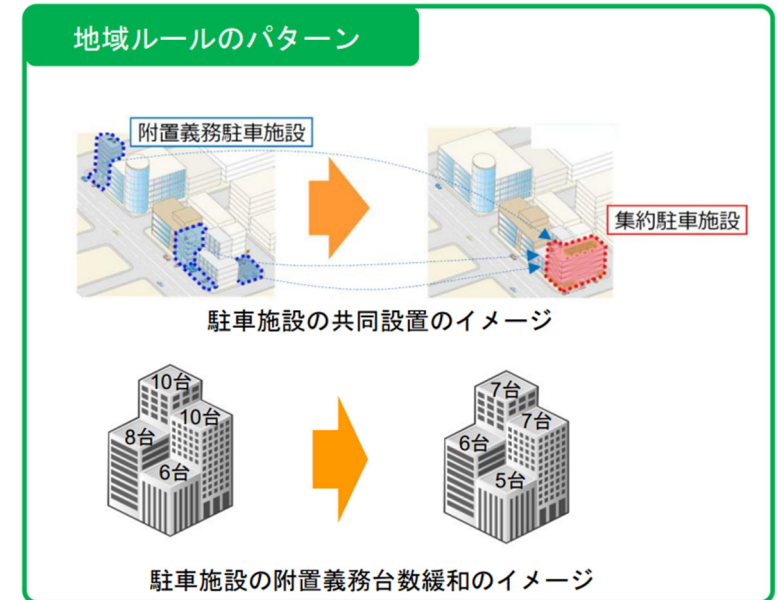 地域ルールのパターン
附置義務駐車施設
集約駐車施設
駐車施設の共同設置のイメージ
10台
10台
8台
6台
7台
7台
6台
5台
駐車施設の附置義務台数緩和のイメージ